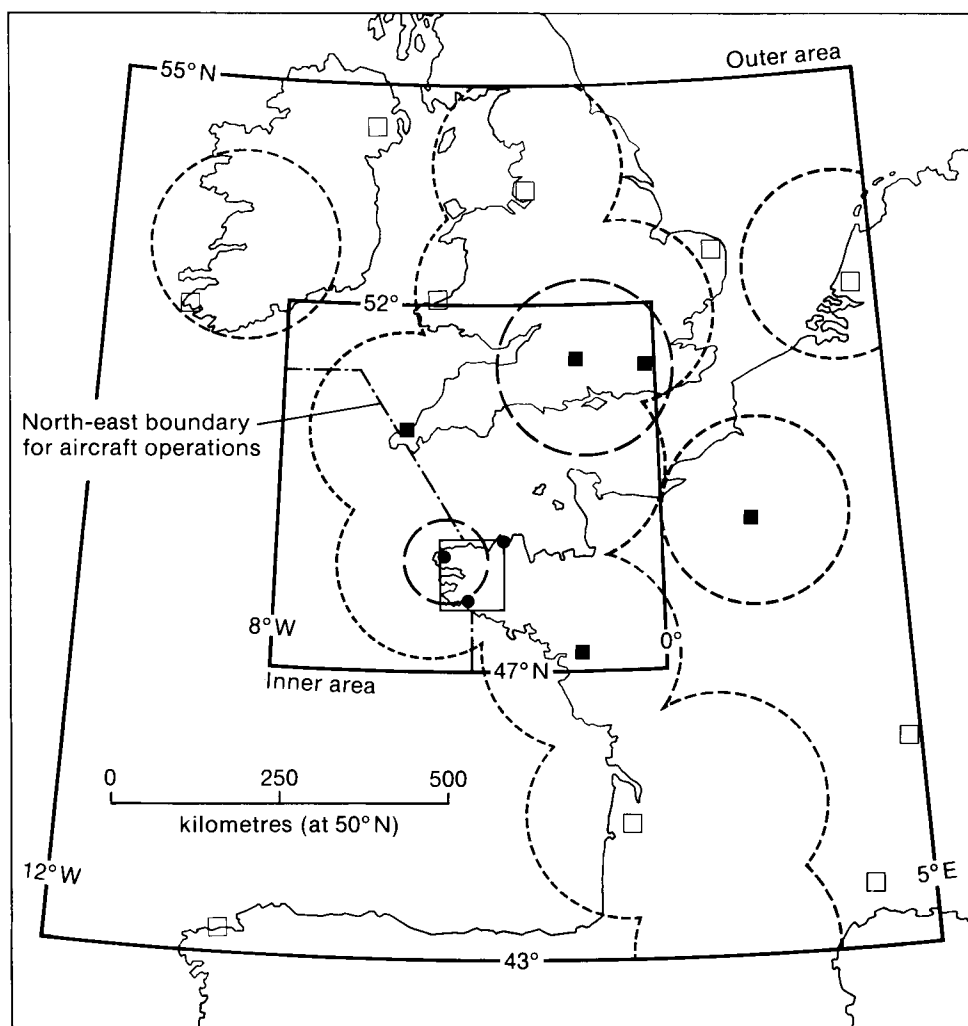 Outer area
55°N
52°
North-east boundary
for aircraft operations
8°W
0°
47°N
Inner area
0 250 500
kilometres (at 50°N)
12°W
5°E
43°